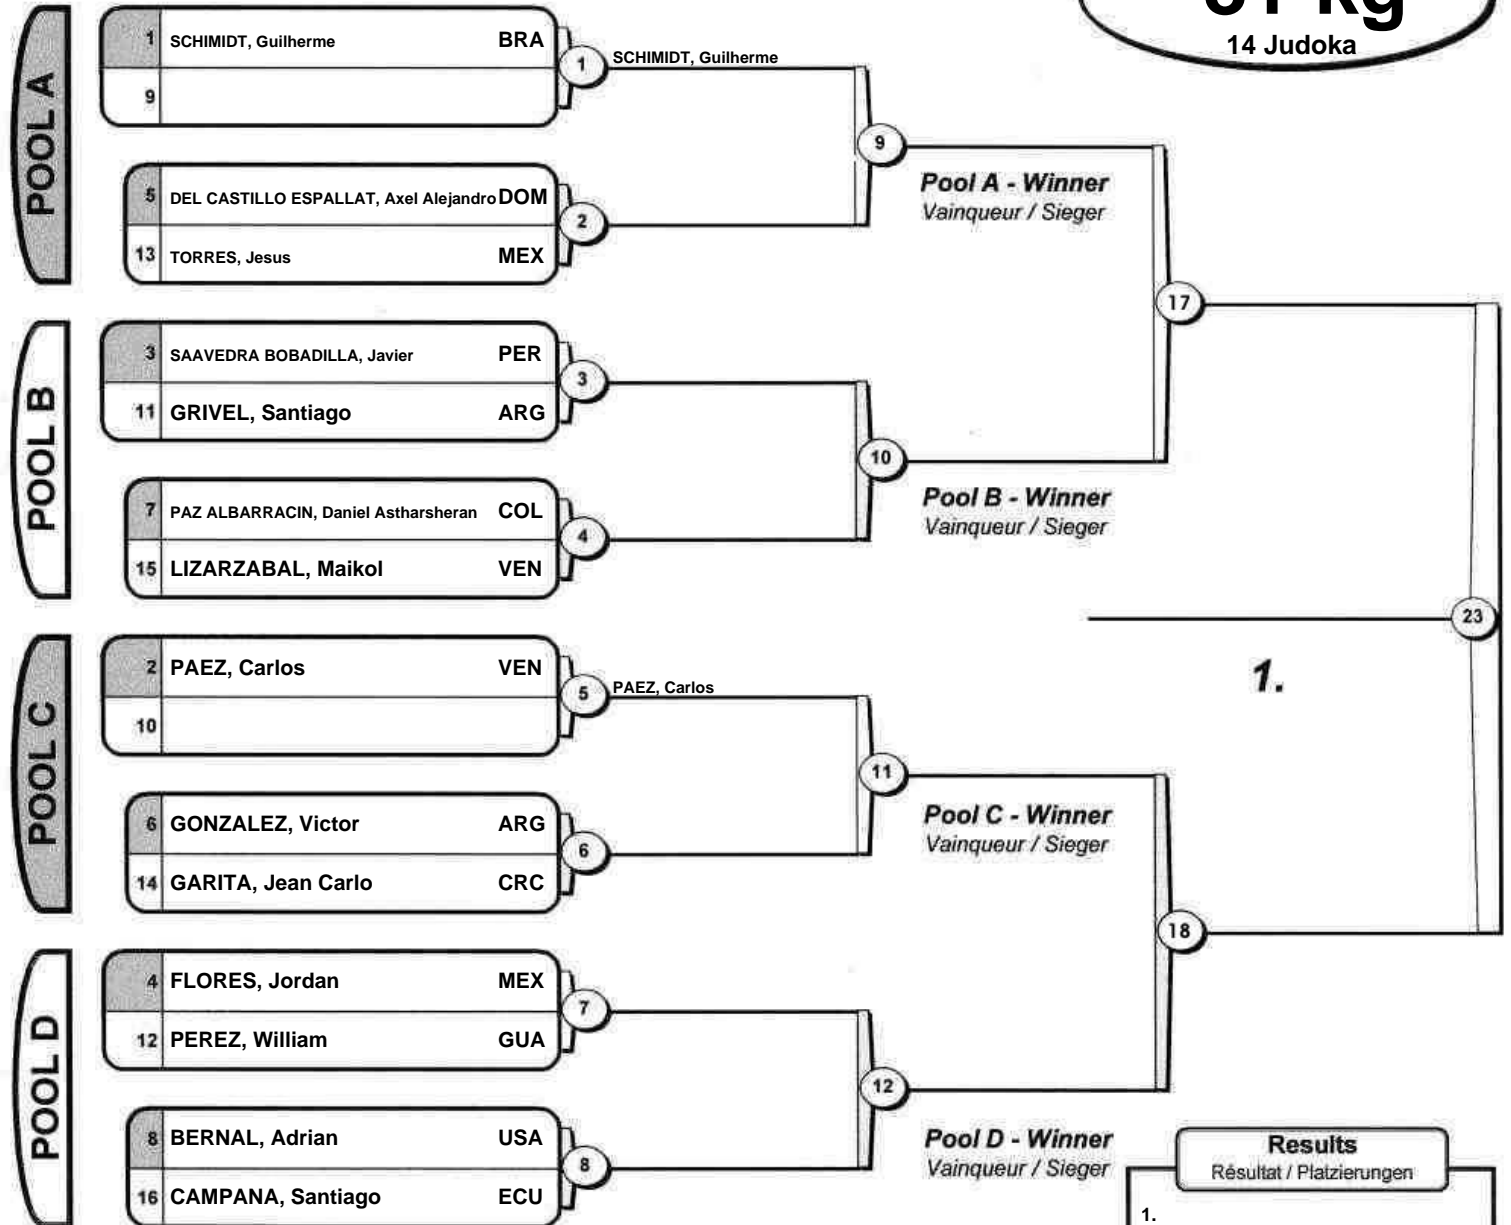 14 Judoka
POOL A
1 SCHIMIDT, Guilherme BRA
9
1 SCHIMIDT, Guilherme
5 DEL CASTILLO ESPALLAT, Axel Alejandro DOM
13 TORRES, Jesus MEX
2
9
Pool A - Winner
Vainqueur / Sieger
17
POOL B
3 SAAVEDRA BOBADILLA, Javier PER
11 GRIVEL, Santiago ARG
3
7 PAZ ALBARRACIN, Daniel Astharsheran COL
15 LIZARZABAL, Maikol VEN
4
10
Pool B - Winner
Vainqueur / Sieger
23
1.
POOL C
2 PAEZ, Carlos VEN
10
5 PAEZ, Carlos
6 GONZALEZ, Victor ARG
14 GARITA, Jean Carlo CRC
6
11
Pool C - Winner
Vainqueur / Sieger
18
POOL D
4 FLORES, Jordan MEX
12 PEREZ, William GUA
7
8 BERNAL, Adrian USA
16 CAMPANA, Santiago ECU
8
12
Pool D - Winner
Vainqueur / Sieger
Results
Résultat / Platzierungen
1.